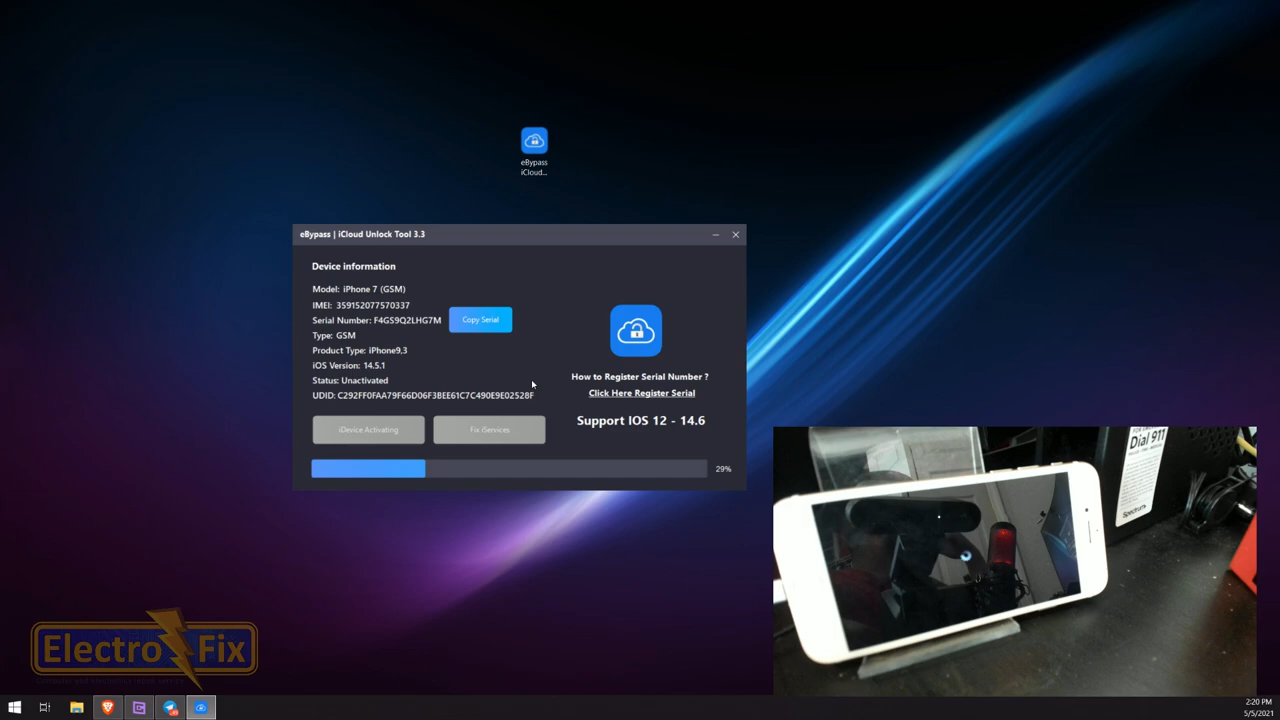 eBypass
iCloud...
eBypass | iCloud Unlock Tool 3.3
Device information
Model: iPhone 7 (GSM)
IMEI: 359152077570337
Serial Number: F4GS9Q2LHG7M
Copy Serial
Type: GSM
Product Type: iPhone9,3
iOS Version: 14.5.1
Status: Unactivated
UDID: C292FF0FAA79F66D06F3BEE61C7C490E9E02528F
iDevice Activating
Fix iServices
How to Register Serial Number ?
Click Here Register Serial
Support IOS 12 - 14.6
29%
Dial 911
Spectrum
Electro Fix
2:20 PM
5/5/2021